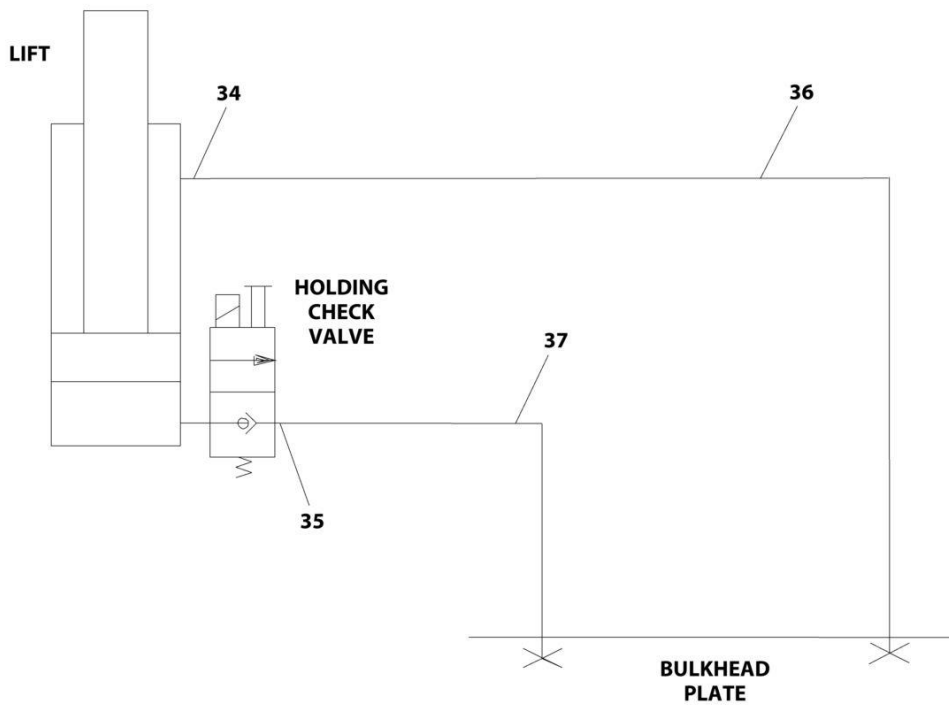 LIFT
34
36
HOLDING
CHECK
VALVE
37
35
BULKHEAD
PLATE